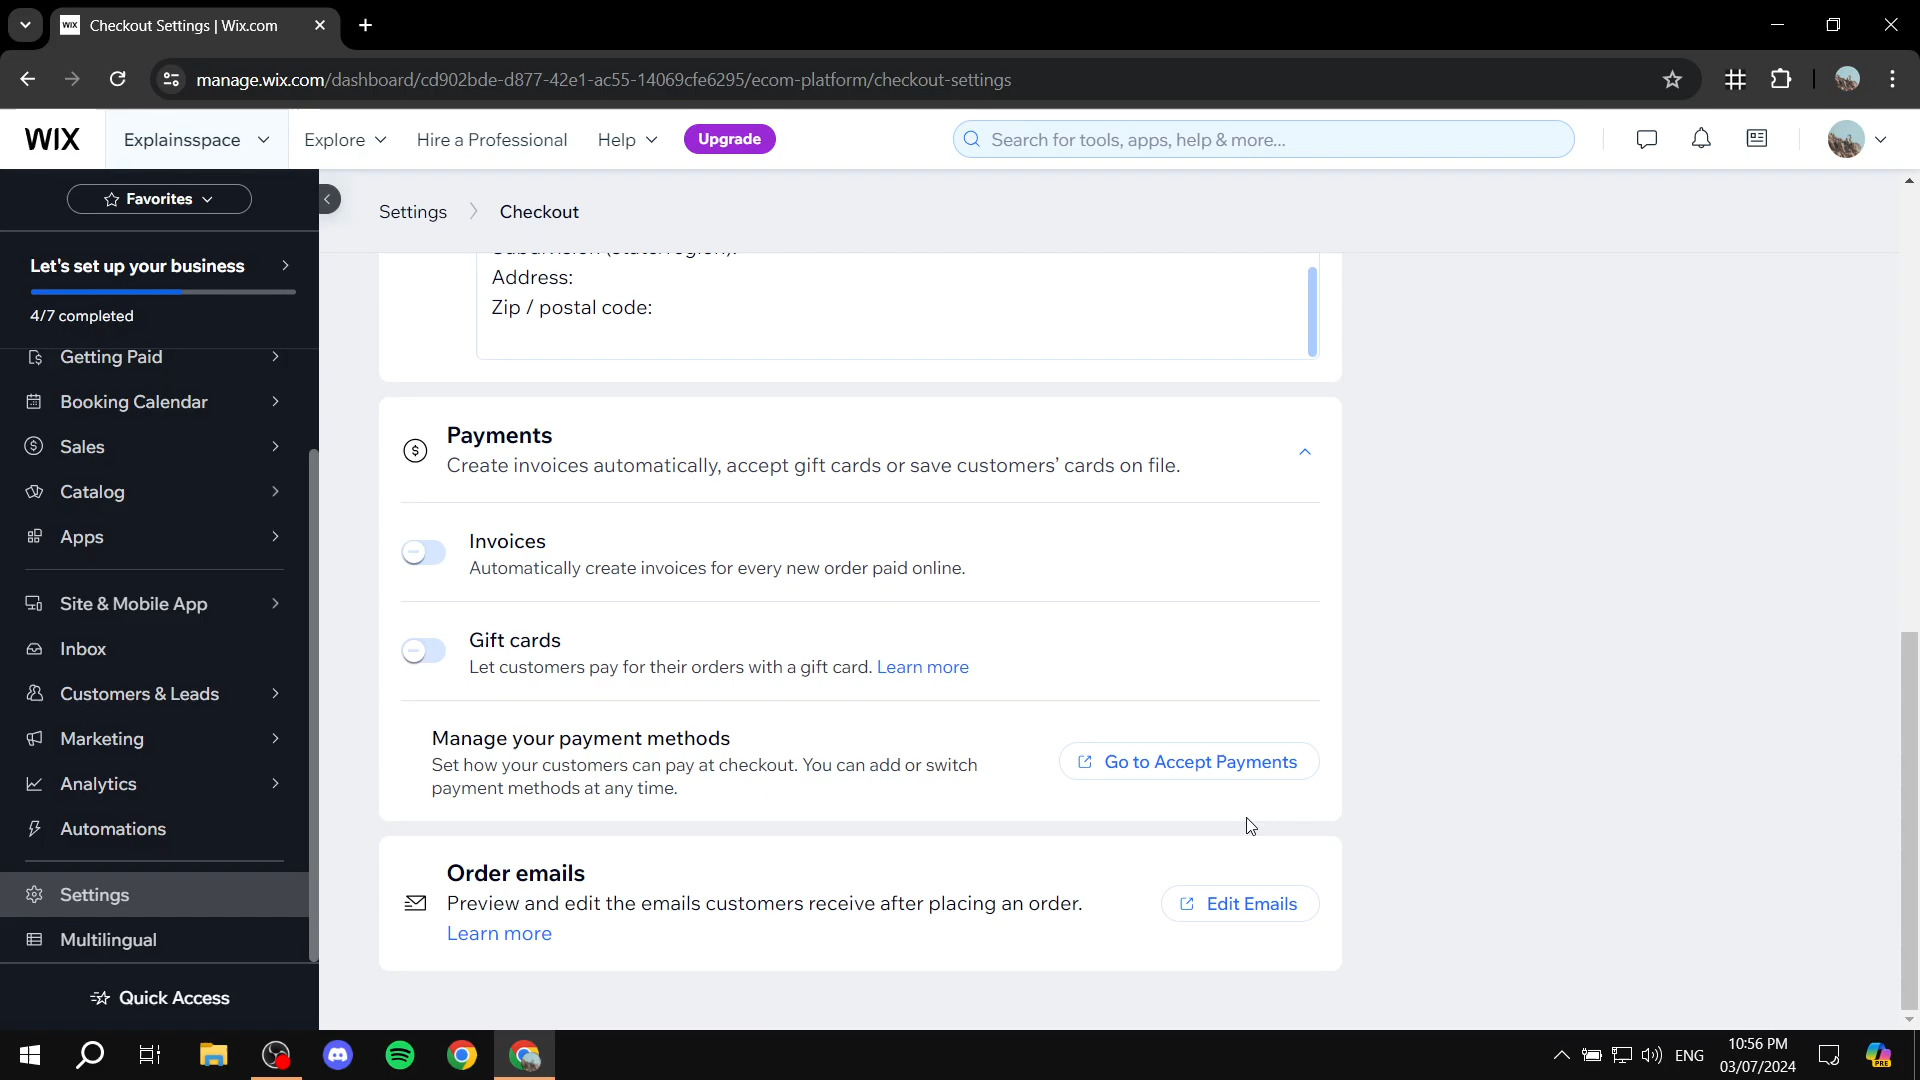 Checkout Settings | Wix.com
manage.wix.com/dashboard/cd902bde-d877-42e1-ac55-14069cfe6295/ecom-platform/checkout-settings
WIX
Explainsspace
Explore
Hire a Professional
Help
Upgrade
Search for tools, apps, help & more...
Favorites
Let's set up your business
4/7 completed
Getting Paid
Booking Calendar
Sales
Catalog
Apps
Site & Mobile App
Inbox
Customers & Leads
Marketing
Analytics
Automations
Settings
Multilingual
Quick Access
Settings
Checkout
Address:
Zip / postal code:
Payments
Create invoices automatically, accept gift cards or save customers’ cards on file.
Invoices
Automatically create invoices for every new order paid online.
Gift cards
Let customers pay for their orders with a gift card. Learn more
Manage your payment methods
Set how your customers can pay at checkout. You can add or switch
payment methods at any time.
Go to Accept Payments
Order emails
Preview and edit the emails customers receive after placing an order.
Learn more
Edit Emails
ENG
10:56 PM
03/07/2024
PRE